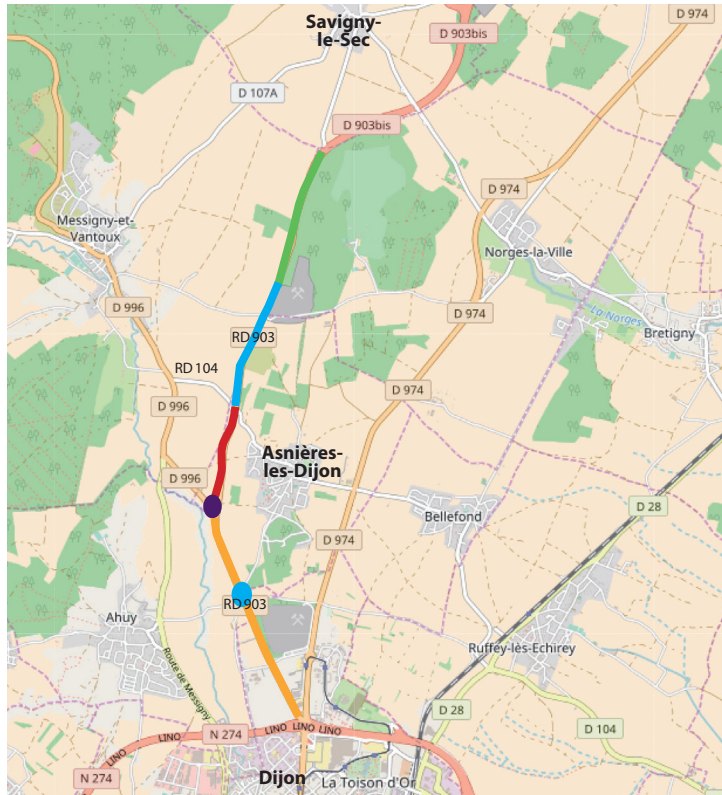 Savigny-
le-Sec
D 974
D 903bis
D 107A
D 903bis
D 974
Messigny-et-
Vantoux
Norges-la-Ville
D 996
D 974
La Norges
Bretigny
RD 903
RD 104
D 974
D 996
Asnières-
les-Dijon
D 996
D 28
Bellefond
D 974
RD 903
Ahuy
Ruffey-lès-Echirey
Route de Messigny
D 28
D 104
N 274
LINO
LINO
LINO
LINO
LINO
N 274
N 274
Dijon
La Toison d'Or